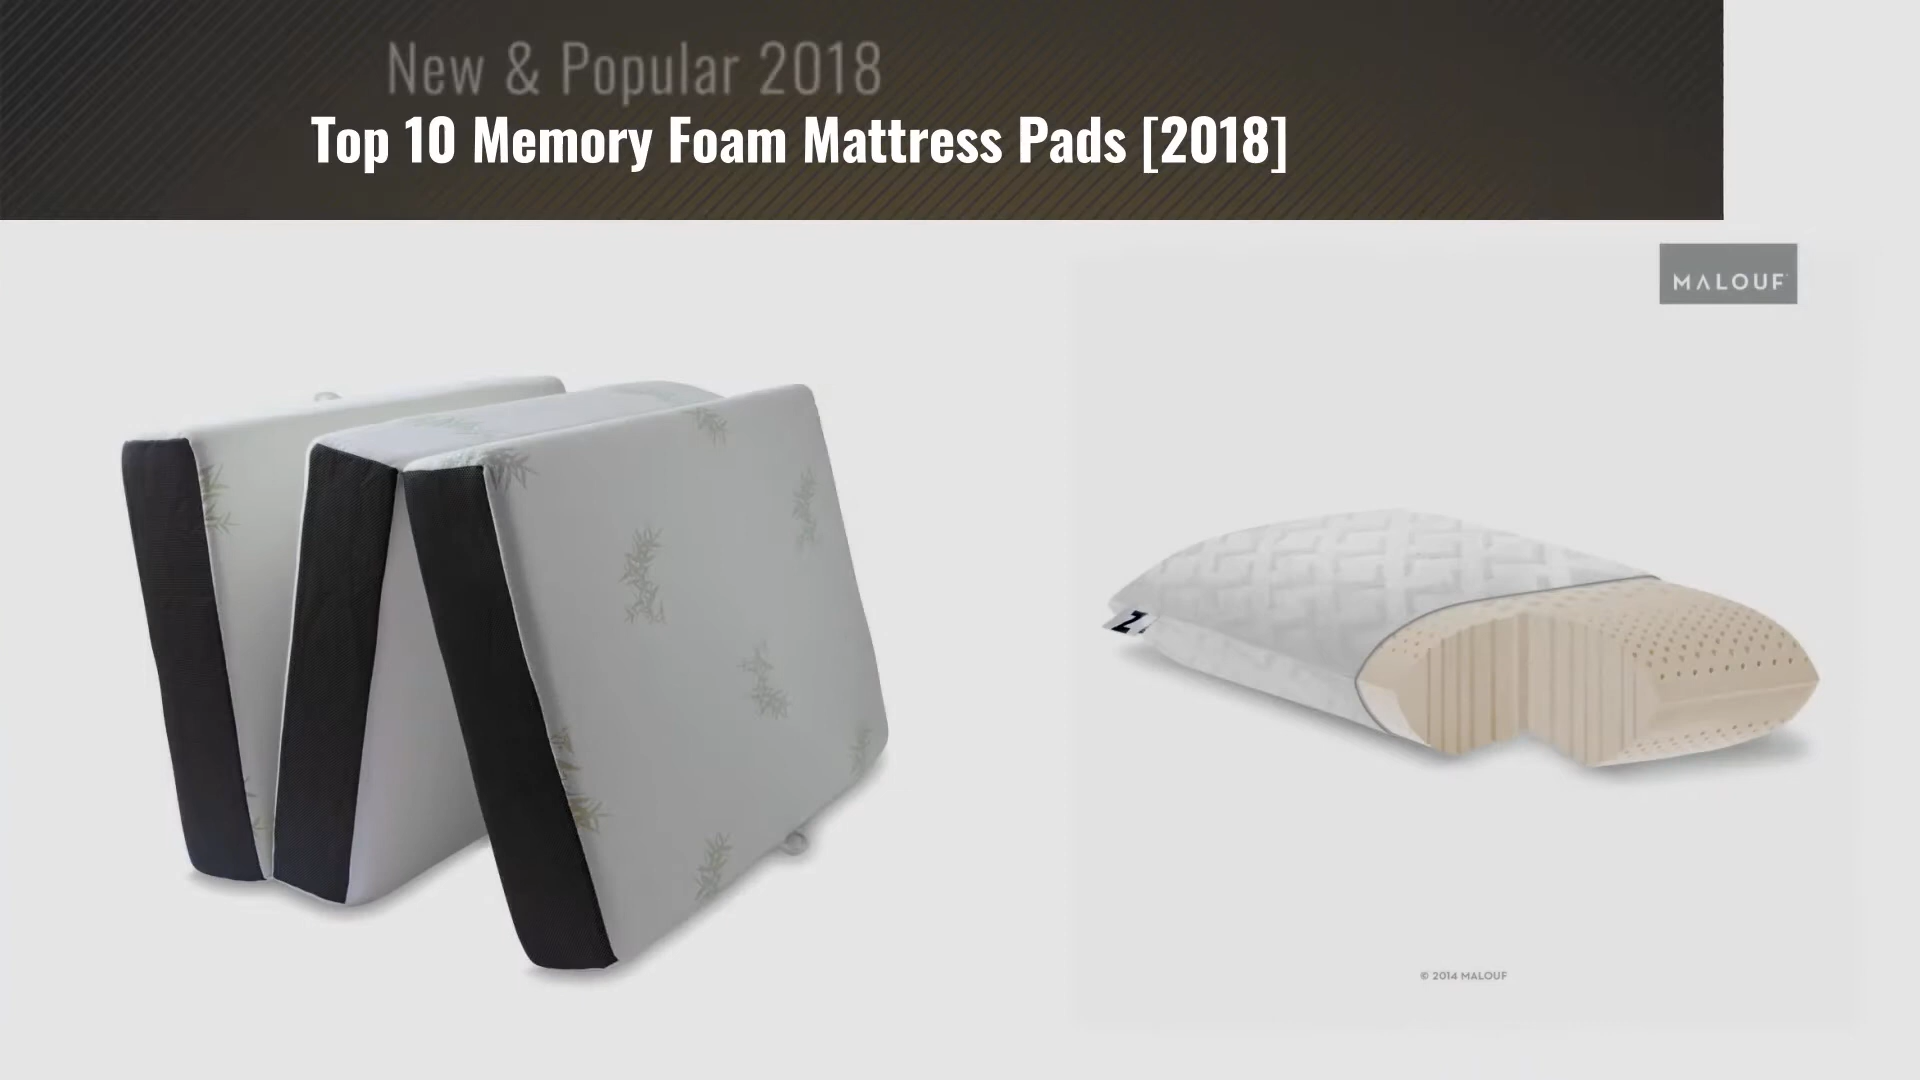 New & Popular 2018
Top 10 Memory Foam Mattress Pads [2018]
MALOUF
Z
© 2014 MALOUF